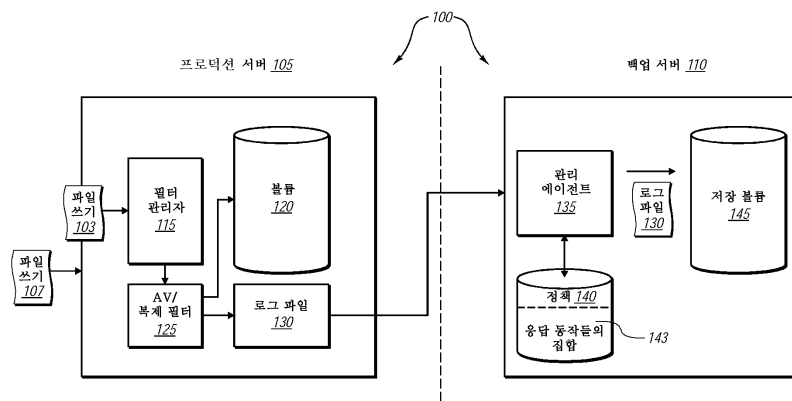 100
프로덕션 서버 105
백업 서버 110
파일
쓰기
103
파일
쓰기
107
필터
관리자
115
볼륨
120
AV/
복제 필터
125
로그 파일
130
관리
에이전트
135
로그
파일
130
저장 볼륨
145
정책 140
응답 동작들의
집합
143